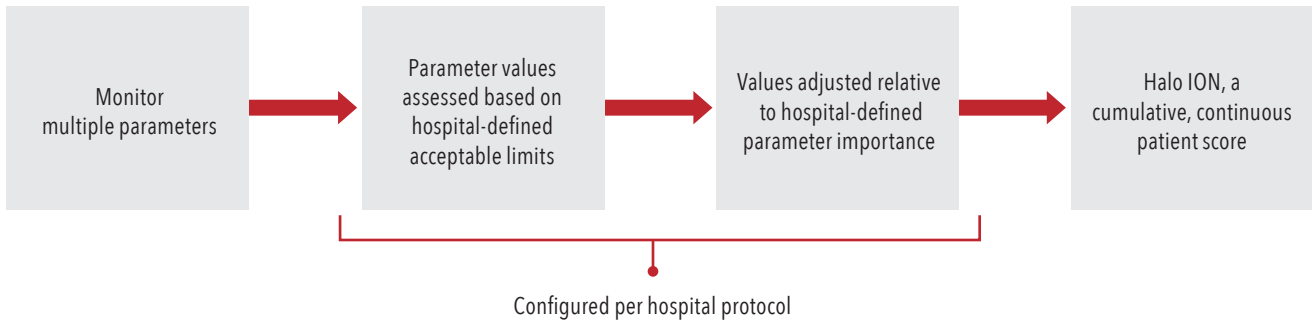 Monitor
multiple parameters
Parameter values
assessed based on
hospital-defined
acceptable limits
Values adjusted relative
to hospital-defined
parameter importance
Halo ION, a
cumulative, continuous
patient score
Configured per hospital protocol